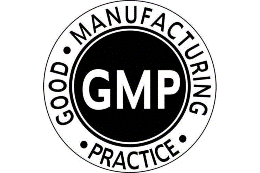 GOOD • MANUFACTURING
GMP
• PRACTICE •